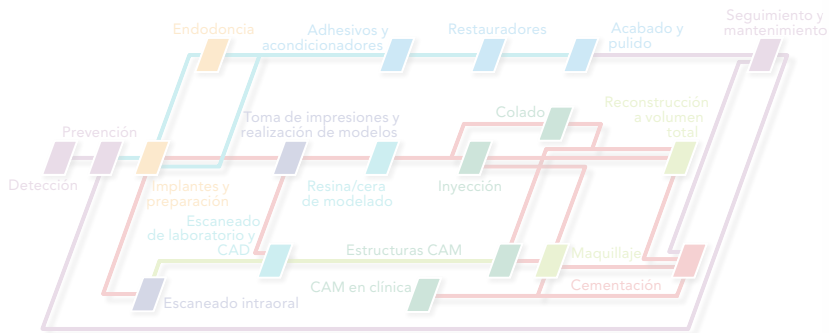 Seguimiento y
mantenimiento
Endodoncia
Adhesivos y
acondicionadores
Restauradores
Acabado y
pulido
Prevención
Toma de impresiones y
realización de modelos
Colado
Reconstrucción
a volumen
total
Detección
Implantes y
preparación
Resina/cera
de modelado
Inyección
Escaneado
de laboratorio y
CAD
Estructuras CAM
Maquillaje
Escaneado intraoral
CAM en clínica
Cementación